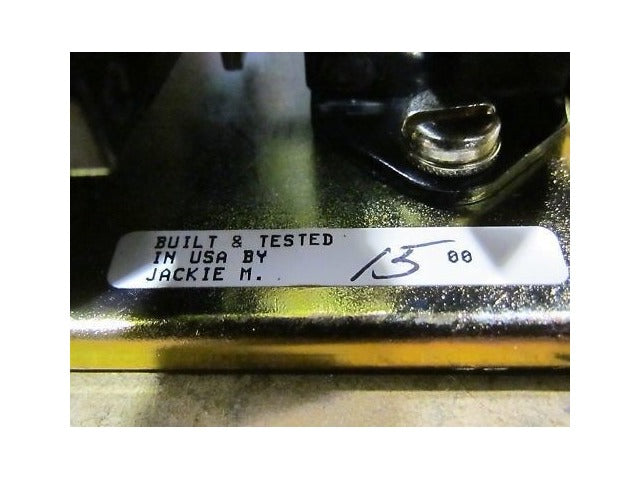 BUILT & TESTED
IN USA BY
JACKIE M.
15 00